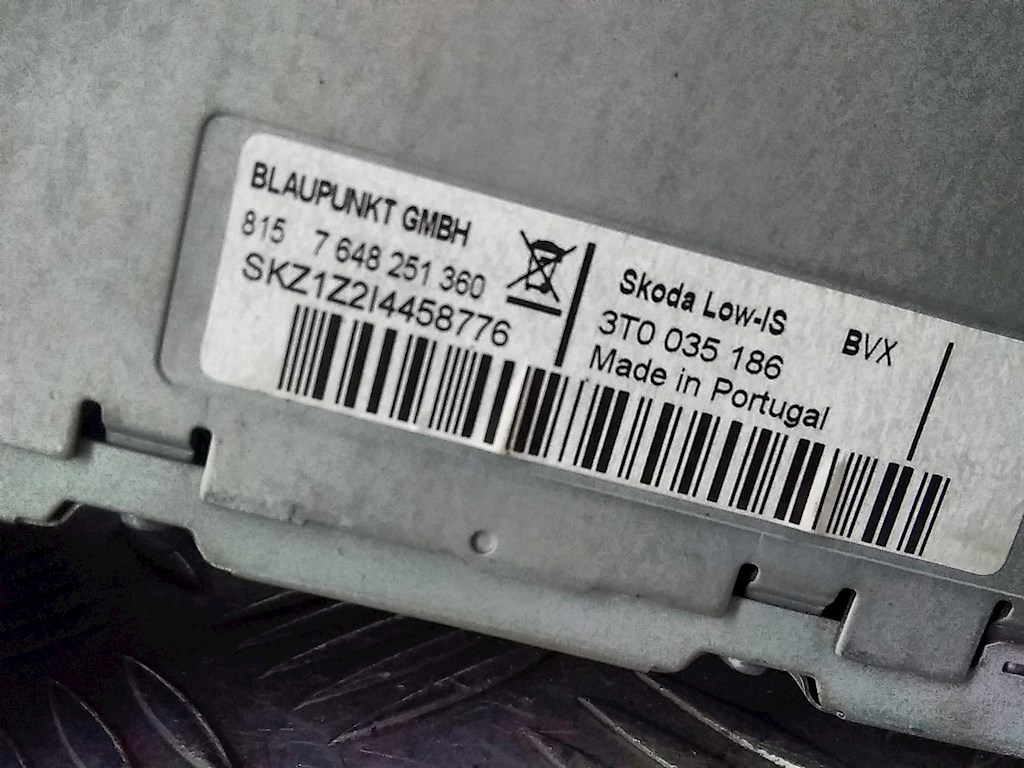 BLAUPUNKT GMBH
815 7 648 251 360
SKZ1Z2I4458776
Skoda Low-IS BVX
3T0 035 186
Made in Portugal